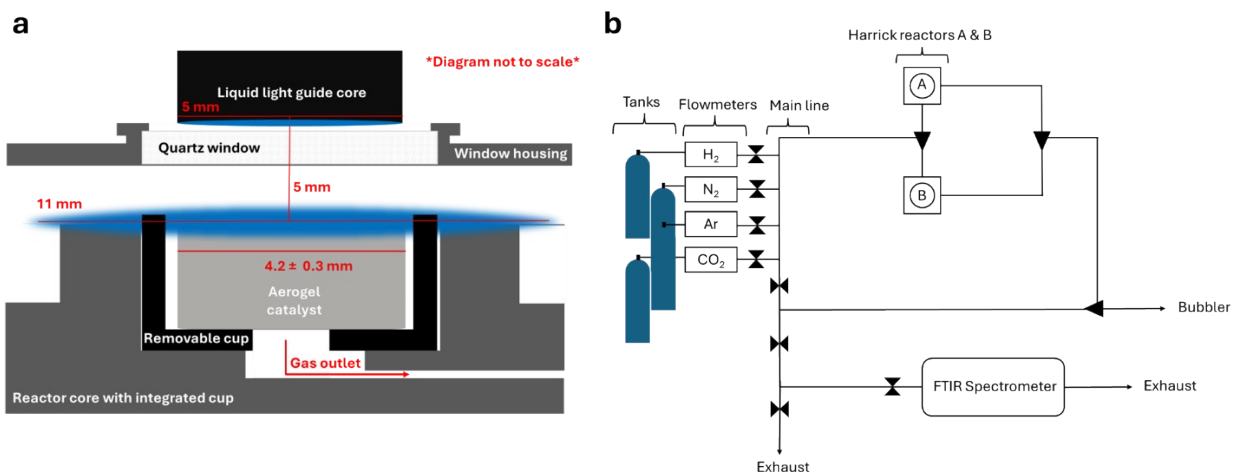 a
*Diagram not to scale*
Liquid light guide core
5 mm
Quartz window
Window housing
5 mm
11 mm
4.2 ± 0.3 mm
Aerogel
catalyst
Removable cup
Gas outlet
Reactor core with integrated cup
b
Harrick reactors A & B
A
Tanks
Flowmeters
Main line
H₂
N₂
B
Ar
CO₂
Bubbler
FTIR Spectrometer
Exhaust
Exhaust